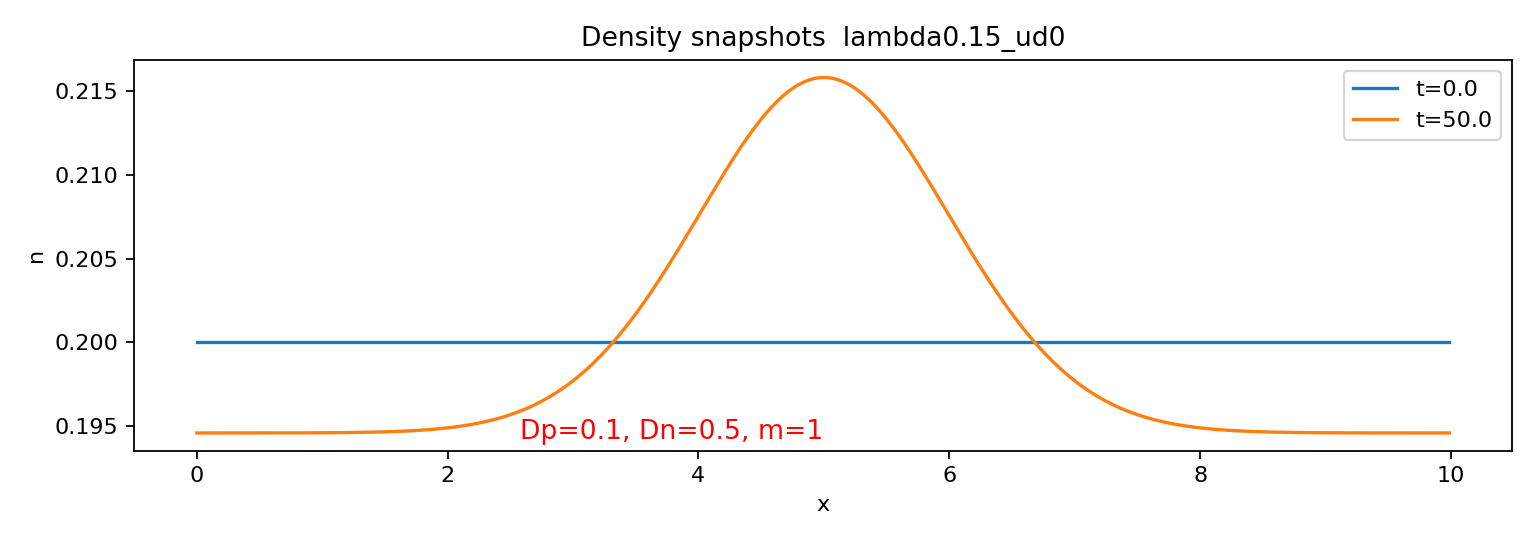 Density snapshots  lambda0.15_ud0
t=0.0
t=50.0
n
0.215
0.210
0.205
0.200
0.195
Dp=0.1, Dn=0.5, m=1
0 2 4 6 8 10
x